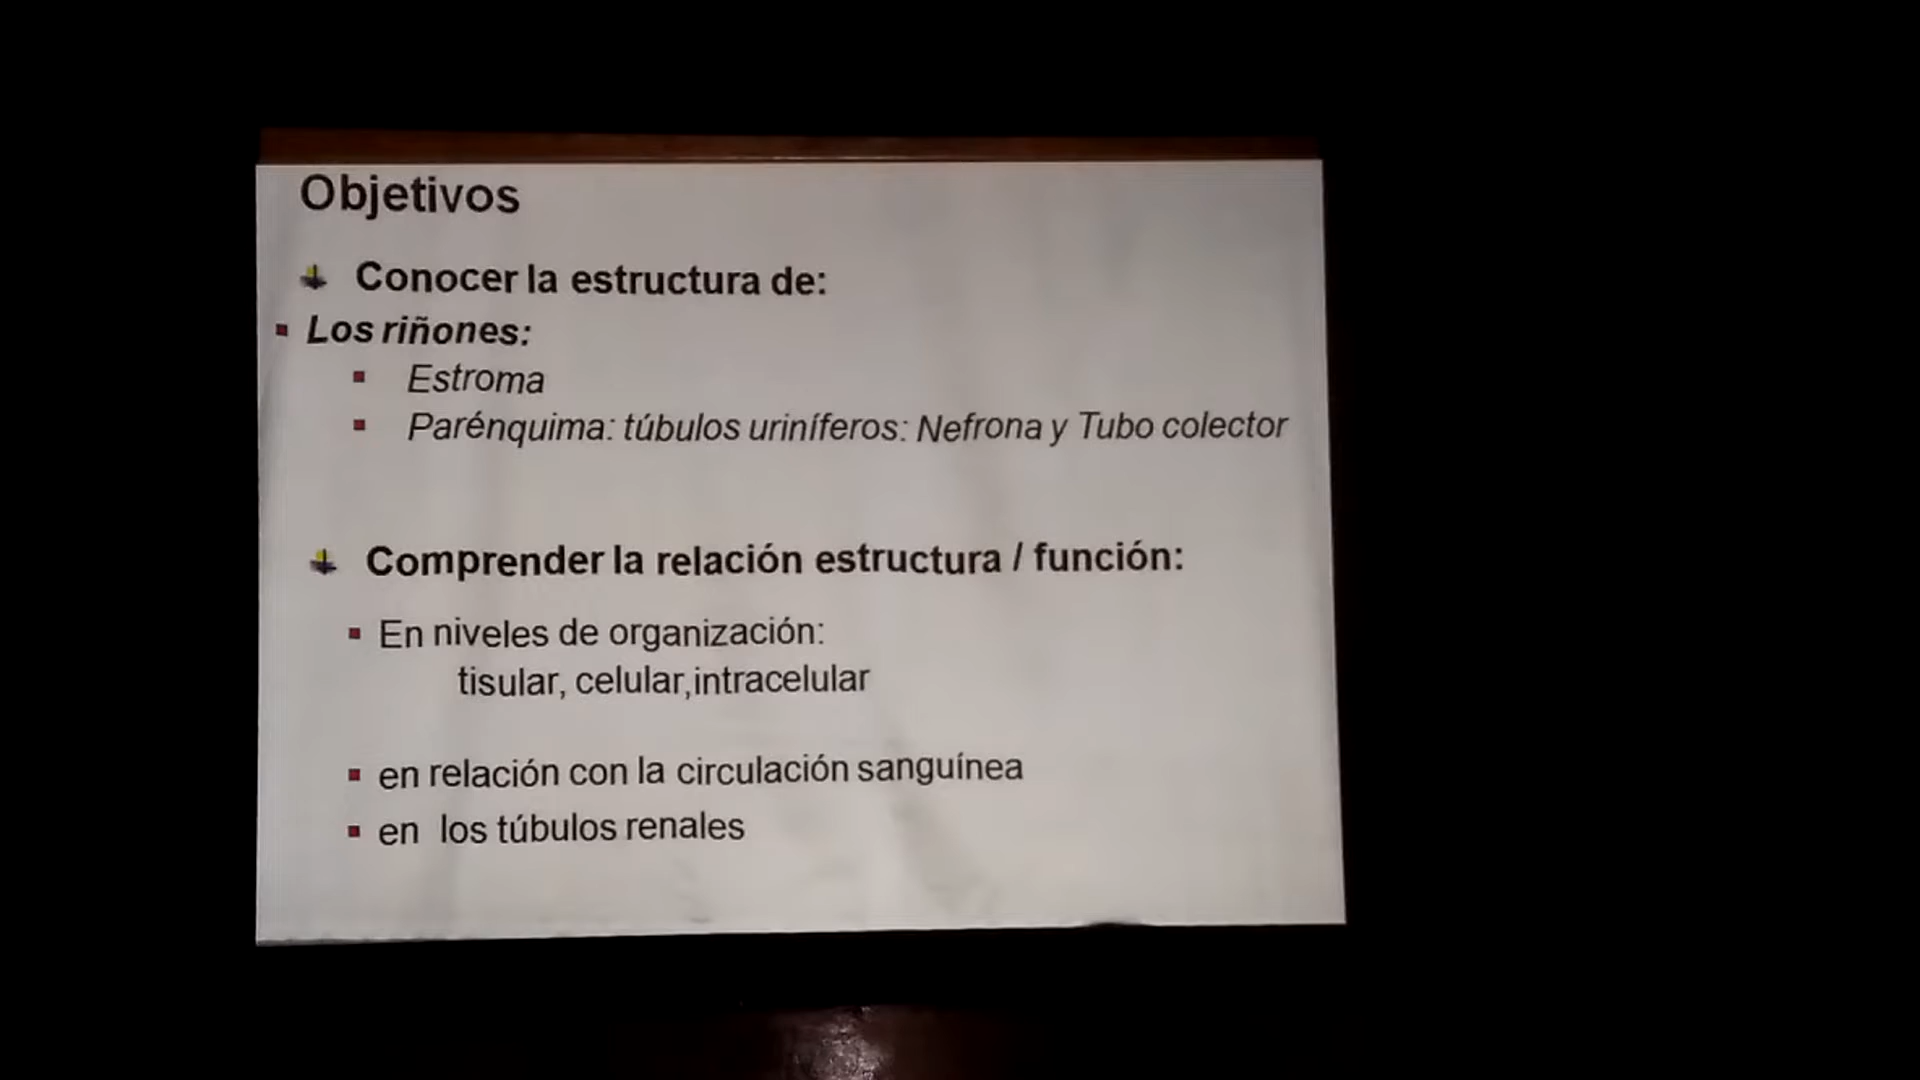 Objetivos
Conocer la estructura de:
Los riñones:
Estroma
Parénquima: túbulos uriníferos: Nefrona y Tubo colector
Comprender la relación estructura / función:
En niveles de organización:
tisular, celular,intracelular
en relación con la circulación sanguínea
en los túbulos renales